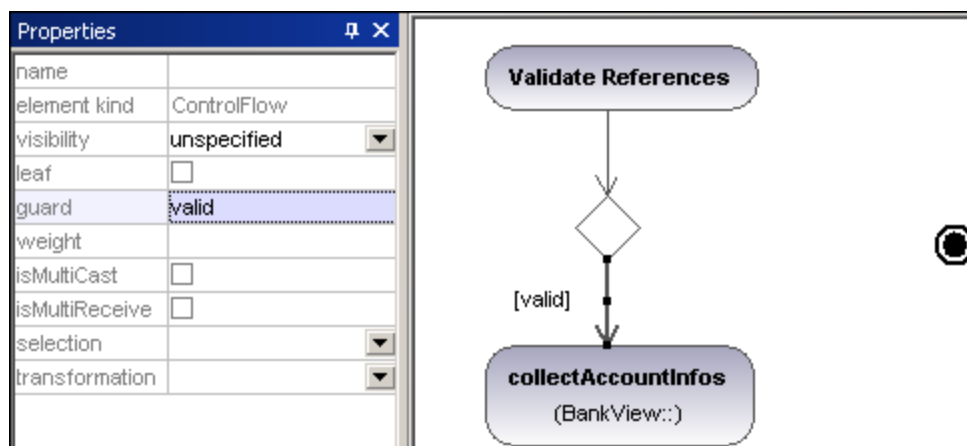 Properties
name
element kind ControlFlow
visibility unspecified
leaf
guard valid
weight
isMultiCast
isMultiReceive
selection
transformation
Validate References
[valid]
collectAccountInfos
(BankView::)